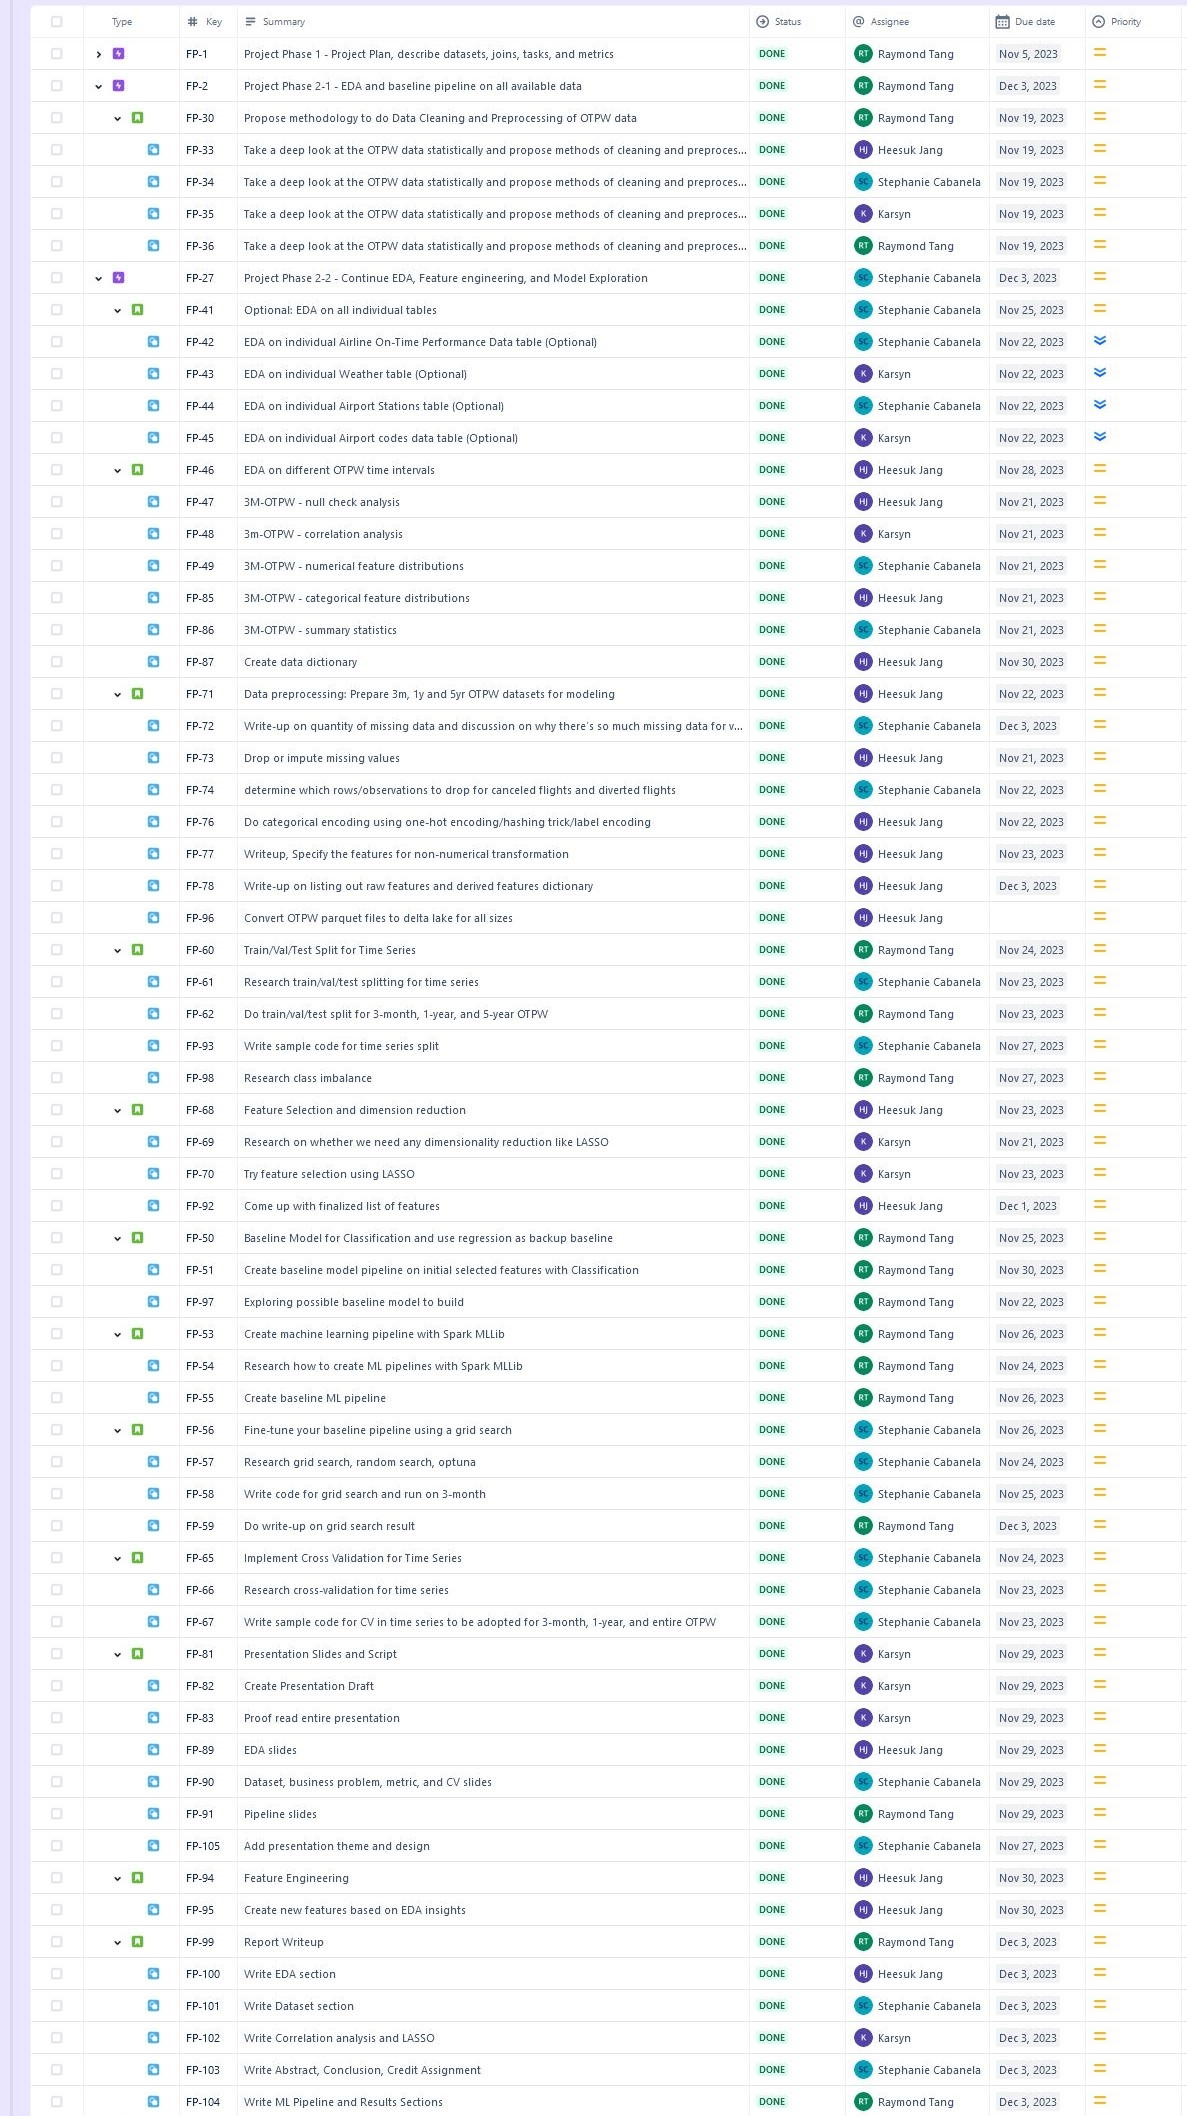 Type Key Summary Status Assignee Due date Priority
FP-1 Project Phase 1 - Project Plan, describe datasets, joins, tasks, and metrics DONE RT Raymond Tang Nov 5, 2023
FP-2 Project Phase 2-1 - EDA and baseline pipeline on all available data DONE RT Raymond Tang Dec 3, 2023
FP-30 Propose methodology to do Data Cleaning and Preprocessing of OTPW data DONE RT Raymond Tang Nov 19, 2023
FP-33 Take a deep look at the OTPW data statistically and propose methods of cleaning and preproces... DONE HJ Heesuk Jang Nov 19, 2023
FP-34 Take a deep look at the OTPW data statistically and propose methods of cleaning and preproces... DONE SC Stephanie Cabanela Nov 19, 2023
FP-35 Take a deep look at the OTPW data statistically and propose methods of cleaning and preproces... DONE K Karsyn Nov 19, 2023
FP-36 Take a deep look at the OTPW data statistically and propose methods of cleaning and preproces... DONE RT Raymond Tang Nov 19, 2023
FP-27 Project Phase 2-2 - Continue EDA, Feature engineering, and Model Exploration DONE SC Stephanie Cabanela Dec 3, 2023
FP-41 Optional: EDA on all individual tables DONE SC Stephanie Cabanela Nov 25, 2023
FP-42 EDA on individual Airline On-Time Performance Data table (Optional) DONE SC Stephanie Cabanela Nov 22, 2023
FP-43 EDA on individual Weather table (Optional) DONE K Karsyn Nov 22, 2023
FP-44 EDA on individual Airport Stations table (Optional) DONE SC Stephanie Cabanela Nov 22, 2023
FP-45 EDA on individual Airport codes data table (Optional) DONE K Karsyn Nov 22, 2023
FP-46 EDA on different OTPW time intervals DONE HJ Heesuk Jang Nov 28, 2023
FP-47 3M-OTPW - null check analysis DONE HJ Heesuk Jang Nov 21, 2023
FP-48 3m-OTPW - correlation analysis DONE K Karsyn Nov 21, 2023
FP-49 3M-OTPW - numerical feature distributions DONE SC Stephanie Cabanela Nov 21, 2023
FP-85 3M-OTPW - categorical feature distributions DONE HJ Heesuk Jang Nov 21, 2023
FP-86 3M-OTPW - summary statistics DONE SC Stephanie Cabanela Nov 21, 2023
FP-87 Create data dictionary DONE HJ Heesuk Jang Nov 30, 2023
FP-71 Data preprocessing: Prepare 3m, 1y and 5yr OTPW datasets for modeling DONE HJ Heesuk Jang Nov 22, 2023
FP-72 Write-up on quantity of missing data and discussion on why there's so much missing data for v... DONE SC Stephanie Cabanela Dec 3, 2023
FP-73 Drop or impute missing values DONE HJ Heesuk Jang Nov 21, 2023
FP-74 determine which rows/observations to drop for canceled flights and diverted flights DONE SC Stephanie Cabanela Nov 22, 2023
FP-76 Do categorical encoding using one-hot encoding/hashing trick/label encoding DONE HJ Heesuk Jang Nov 22, 2023
FP-77 Writeup, Specify the features for non-numerical transformation DONE HJ Heesuk Jang Nov 23, 2023
FP-78 Write-up on listing out raw features and derived features dictionary DONE HJ Heesuk Jang Dec 3, 2023
FP-96 Convert OTPW parquet files to delta lake for all sizes DONE HJ Heesuk Jang
FP-60 Train/Val/Test Split for Time Series DONE RT Raymond Tang Nov 24, 2023
FP-61 Research train/val/test splitting for time series DONE SC Stephanie Cabanela Nov 23, 2023
FP-62 Do train/val/test split for 3-month, 1-year, and 5-year OTPW DONE RT Raymond Tang Nov 23, 2023
FP-93 Write sample code for time series split DONE SC Stephanie Cabanela Nov 27, 2023
FP-98 Research class imbalance DONE RT Raymond Tang Nov 27, 2023
FP-68 Feature Selection and dimension reduction DONE HJ Heesuk Jang Nov 23, 2023
FP-69 Research on whether we need any dimensionality reduction like LASSO DONE K Karsyn Nov 21, 2023
FP-70 Try feature selection using LASSO DONE K Karsyn Nov 23, 2023
FP-92 Come up with finalized list of features DONE HJ Heesuk Jang Dec 1, 2023
FP-50 Baseline Model for Classification and use regression as backup baseline DONE RT Raymond Tang Nov 25, 2023
FP-51 Create baseline model pipeline on initial selected features with Classification DONE RT Raymond Tang Nov 30, 2023
FP-97 Exploring possible baseline model to build DONE RT Raymond Tang Nov 22, 2023
FP-53 Create machine learning pipeline with Spark MLLib DONE RT Raymond Tang Nov 26, 2023
FP-54 Research how to create ML pipelines with Spark MLLib DONE RT Raymond Tang Nov 24, 2023
FP-55 Create baseline ML pipeline DONE RT Raymond Tang Nov 26, 2023
FP-56 Fine-tune your baseline pipeline using a grid search DONE SC Stephanie Cabanela Nov 26, 2023
FP-57 Research grid search, random search, optuna DONE SC Stephanie Cabanela Nov 24, 2023
FP-58 Write code for grid search and run on 3-month DONE SC Stephanie Cabanela Nov 25, 2023
FP-59 Do write-up on grid search result DONE RT Raymond Tang Dec 3, 2023
FP-65 Implement Cross Validation for Time Series DONE SC Stephanie Cabanela Nov 24, 2023
FP-66 Research cross-validation for time series DONE SC Stephanie Cabanela Nov 23, 2023
FP-67 Write sample code for CV in time series to be adopted for 3-month, 1-year, and entire OTPW DONE SC Stephanie Cabanela Nov 23, 2023
FP-81 Presentation Slides and Script DONE K Karsyn Nov 29, 2023
FP-82 Create Presentation Draft DONE K Karsyn Nov 29, 2023
FP-83 Proof read entire presentation DONE K Karsyn Nov 29, 2023
FP-89 EDA slides DONE HJ Heesuk Jang Nov 29, 2023
FP-90 Dataset, business problem, metric, and CV slides DONE SC Stephanie Cabanela Nov 29, 2023
FP-91 Pipeline slides DONE RT Raymond Tang Nov 29, 2023
FP-105 Add presentation theme and design DONE SC Stephanie Cabanela Nov 27, 2023
FP-94 Feature Engineering DONE HJ Heesuk Jang Nov 30, 2023
FP-95 Create new features based on EDA insights DONE HJ Heesuk Jang Nov 30, 2023
FP-99 Report Writeup DONE RT Raymond Tang Dec 3, 2023
FP-100 Write EDA section DONE HJ Heesuk Jang Dec 3, 2023
FP-101 Write Dataset section DONE SC Stephanie Cabanela Dec 3, 2023
FP-102 Write Correlation analysis and LASSO DONE K Karsyn Dec 3, 2023
FP-103 Write Abstract, Conclusion, Credit Assignment DONE SC Stephanie Cabanela Dec 3, 2023
FP-104 Write ML Pipeline and Results Sections DONE RT Raymond Tang Dec 3, 2023